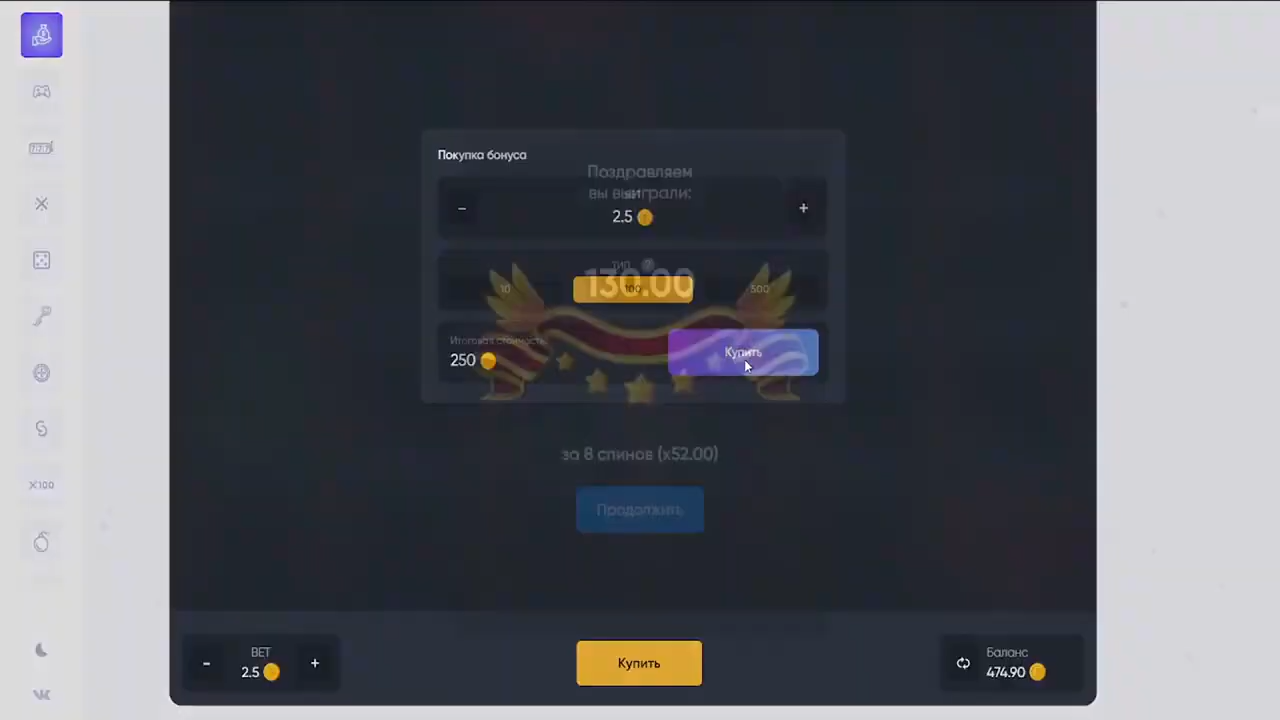 Покупка бонуса
Поздравляем
вы выиграли:
2.5
тип ?
130.00
10
100
500
Итоговая стоимость:
250
Купить
за 8 спинов (x52.00)
Продолжить
BET
2.5
Купить
Баланс
474.90
X100